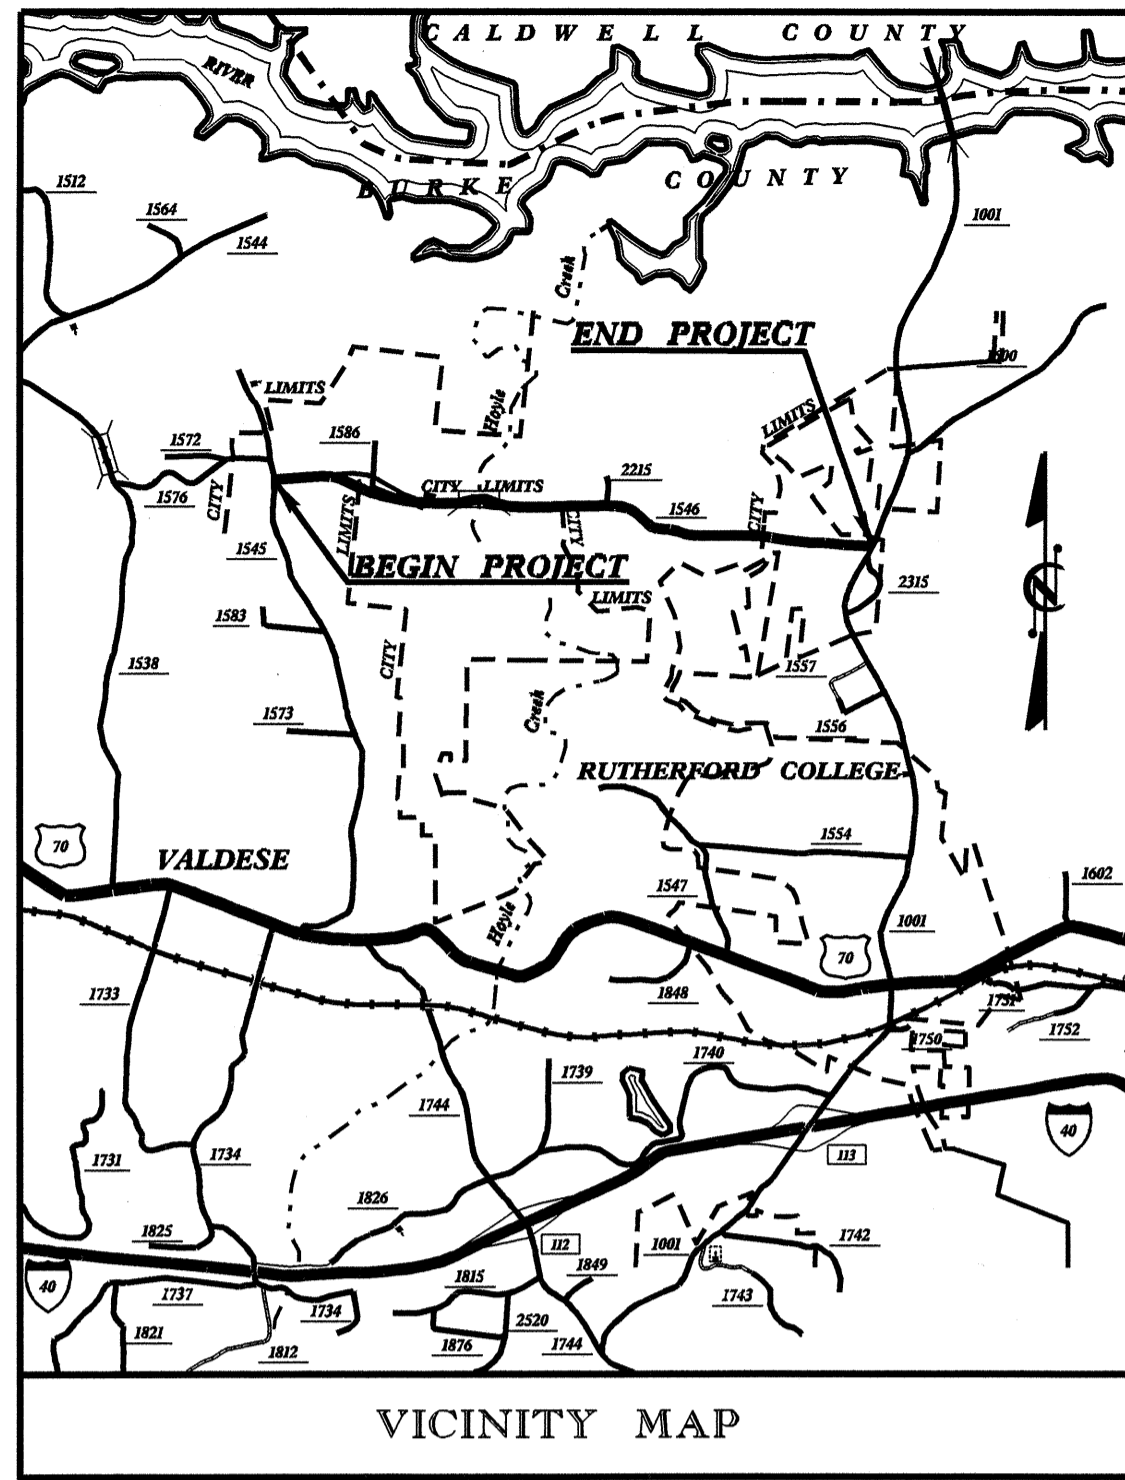 CALDWELL COUNTY
RIVER
BURKE COUNTY
1512
1564
1544
1001
Creek
END PROJECT
1600
LIMITS
Hoyle
LIMITS
1572
1586
CITY LIMITS
2215
1576
CITY
LIMITS
CITY
1546
CITY
1545
BEGIN PROJECT
2315
LIMITS
1583
CITY
1557
1538
1573
Creek
1556
RUTHERFORD COLLEGE
70
VALDESE
1554
1547
1602
Hoyle
1001
70
1733
1848
1751
1752
1750
1740
1739
1744
40
1731
1734
113
1826
1825
112
1001
1742
40
1737
1815
1849
1743
1734
1821
1812
2520
1876
1744
N
VICINITY MAP